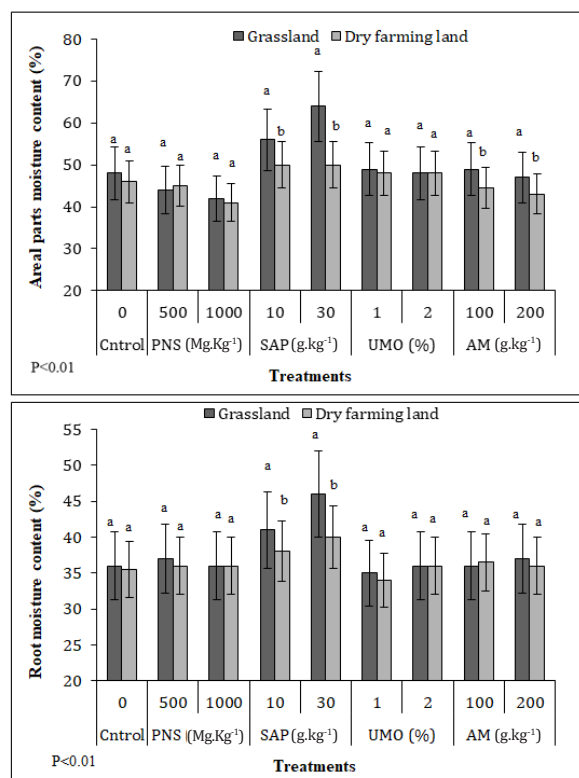 Areal parts moisture content (%)
Grassland Dry farming land
80
70
60
50
40
30
20
a a a a a a a b a b a a a a a b a b
0 500 1000 10 30 1 2 100 200
Cntrol PNS (Mg.Kg⁻¹) SAP (g.kg⁻¹) UMO (%) AM (g.kg⁻¹)
P<0.01
Treatments
Root moisture content (%)
Grassland Dry farming land
55
50
45
40
35
30
25
20
a a a a a a a b a b a a a a a a a a
0 500 1000 10 30 1 2 100 200
Cntrol PNS (Mg.Kg⁻¹) SAP (g.kg⁻¹) UMO (%) AM (g.kg⁻¹)
P<0.01
Treatments